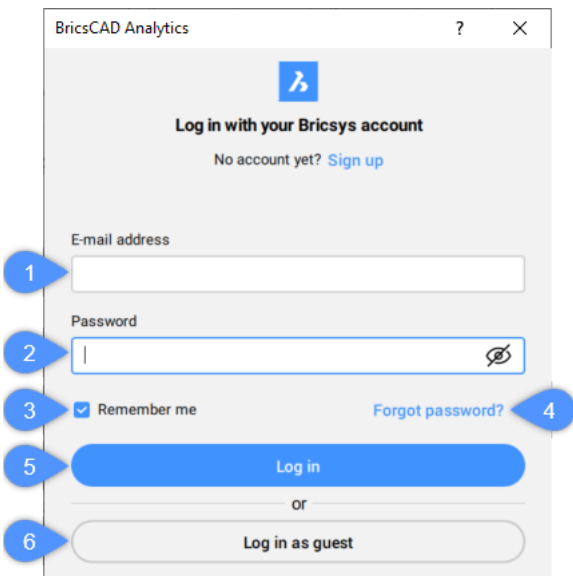 BricsCAD Analytics ?
Log in with your Bricsys account
No account yet? Sign up
E-mail address
1
Password
2
3 Remember me Forgot password? 4
5 Log in
or
6 Log in as guest